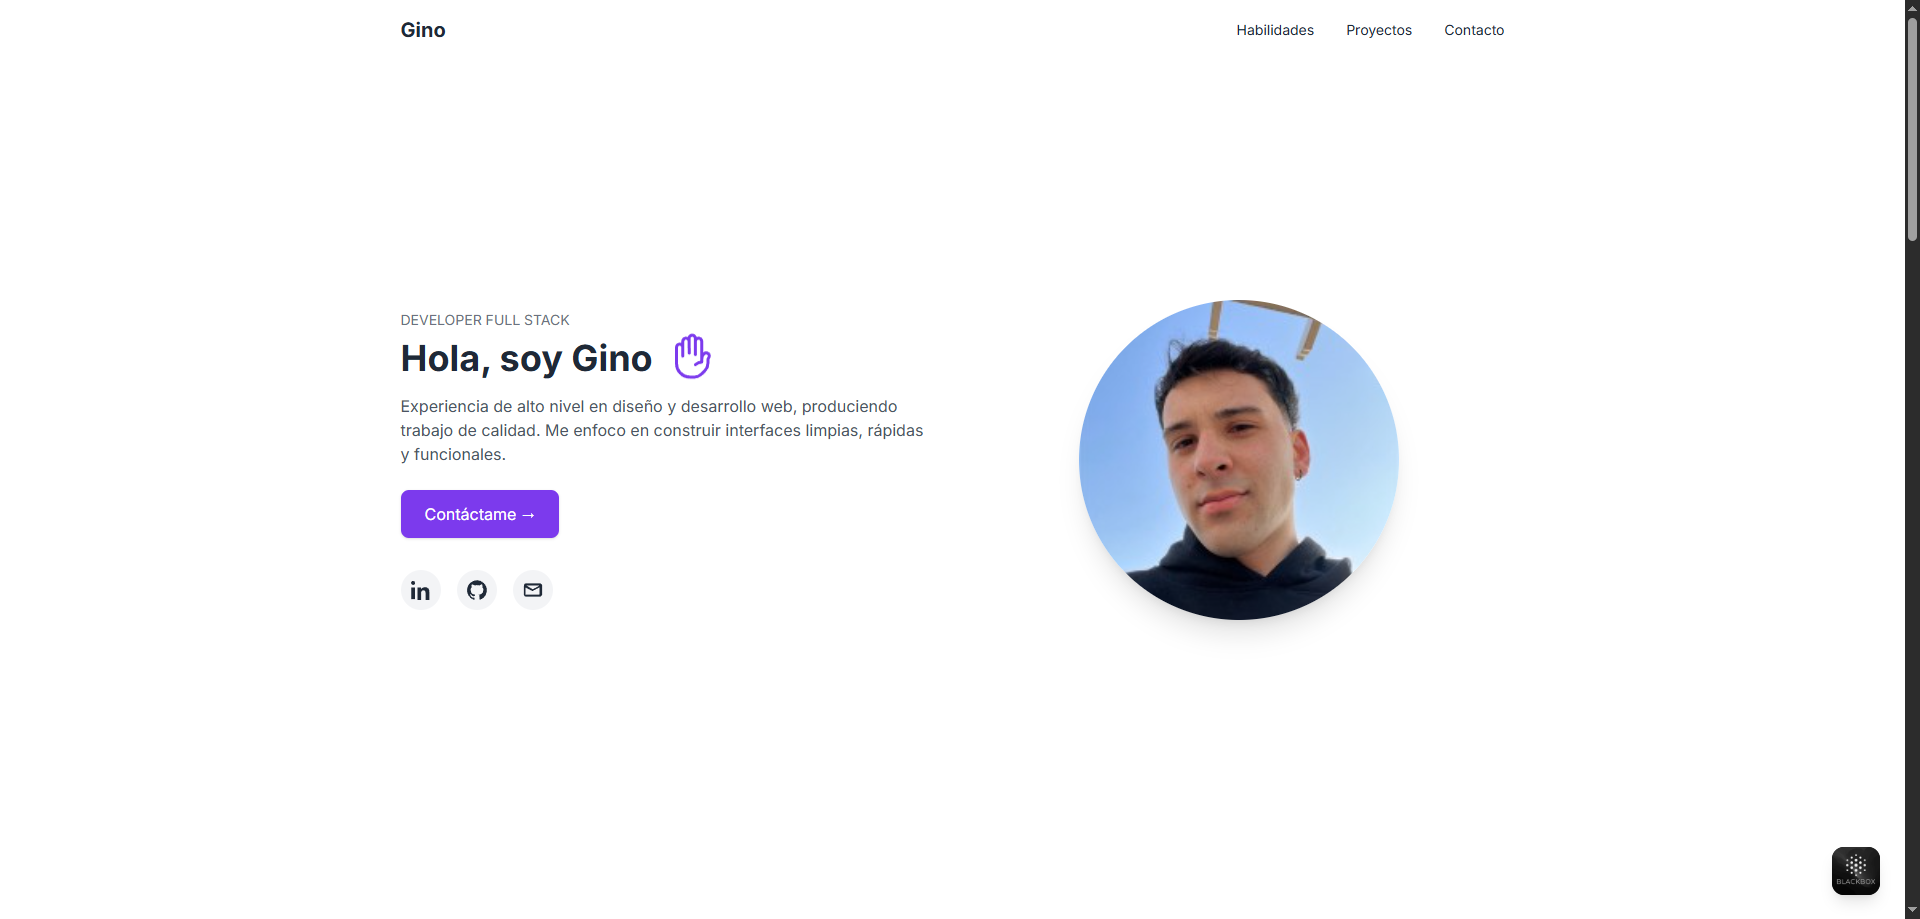 Gino
Habilidades Proyectos Contacto
DEVELOPER FULL STACK
Hola, soy Gino
Experiencia de alto nivel en diseño y desarrollo web, produciendo
trabajo de calidad. Me enfoco en construir interfaces limpias, rápidas
y funcionales.
Contáctame →
in
BLACKBOX